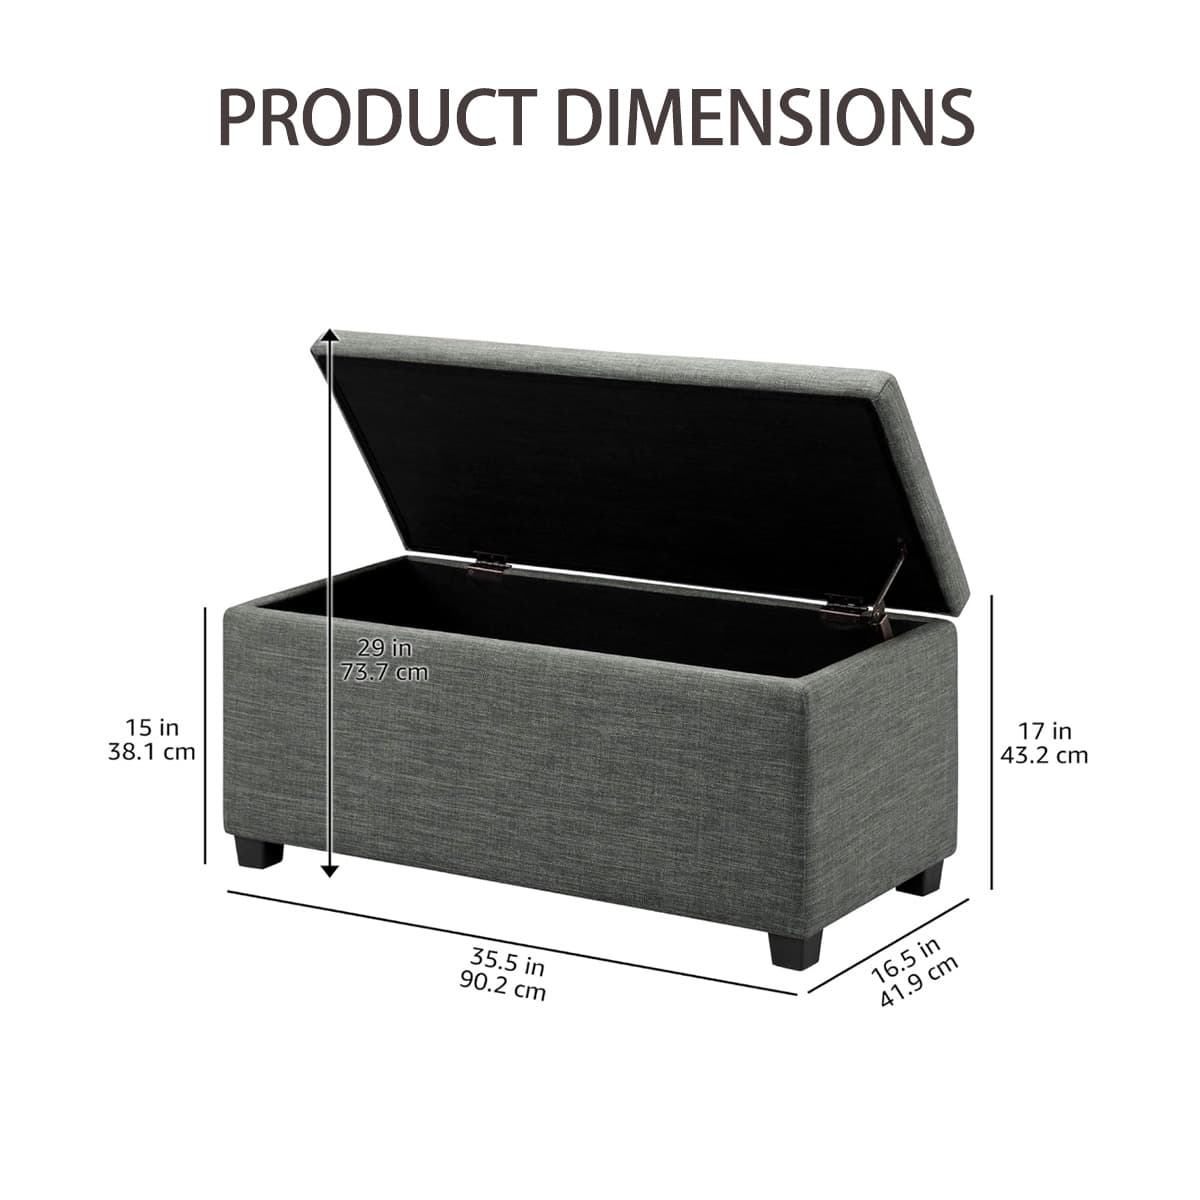 PRODUCT DIMENSIONS
29 in
73.7 cm
15 in
38.1 cm
17 in
43.2 cm
35.5 in
90.2 cm
16.5 in
41.9 cm